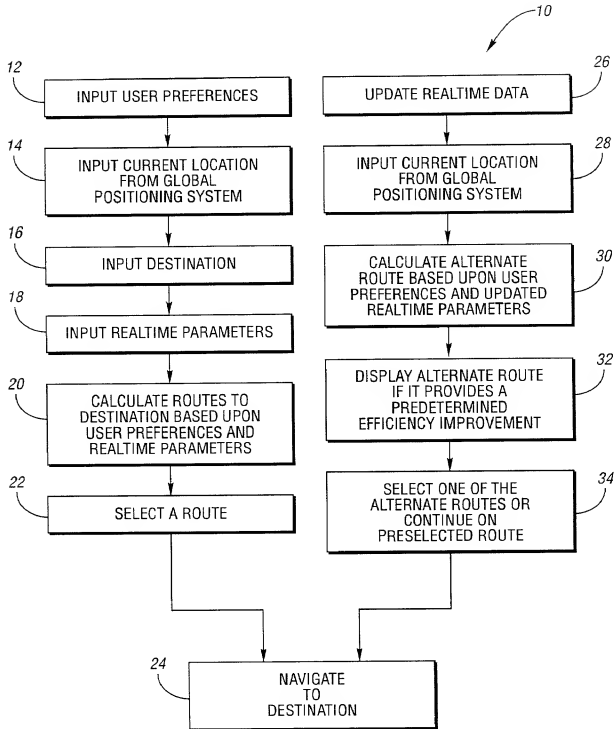 10
12
INPUT USER PREFERENCES
14
INPUT CURRENT LOCATION
FROM GLOBAL
POSITIONING SYSTEM
16
INPUT DESTINATION
18
INPUT REALTIME PARAMETERS
20
CALCULATE ROUTES TO
DESTINATION BASED UPON
USER PREFERENCES AND
REALTIME PARAMETERS
22
SELECT A ROUTE
26
UPDATE REALTIME DATA
28
INPUT CURRENT LOCATION
FROM GLOBAL
POSITIONING SYSTEM
30
CALCULATE ALTERNATE
ROUTE BASED UPON USER
PREFERENCES AND UPDATED
REALTIME PARAMETERS
32
DISPLAY ALTERNATE ROUTE
IF IT PROVIDES A
PREDETERMINED
EFFICIENCY IMPROVEMENT
34
SELECT ONE OF THE
ALTERNATE ROUTES OR
CONTINUE ON
PRESELECTED ROUTE
24
NAVIGATE
TO
DESTINATION